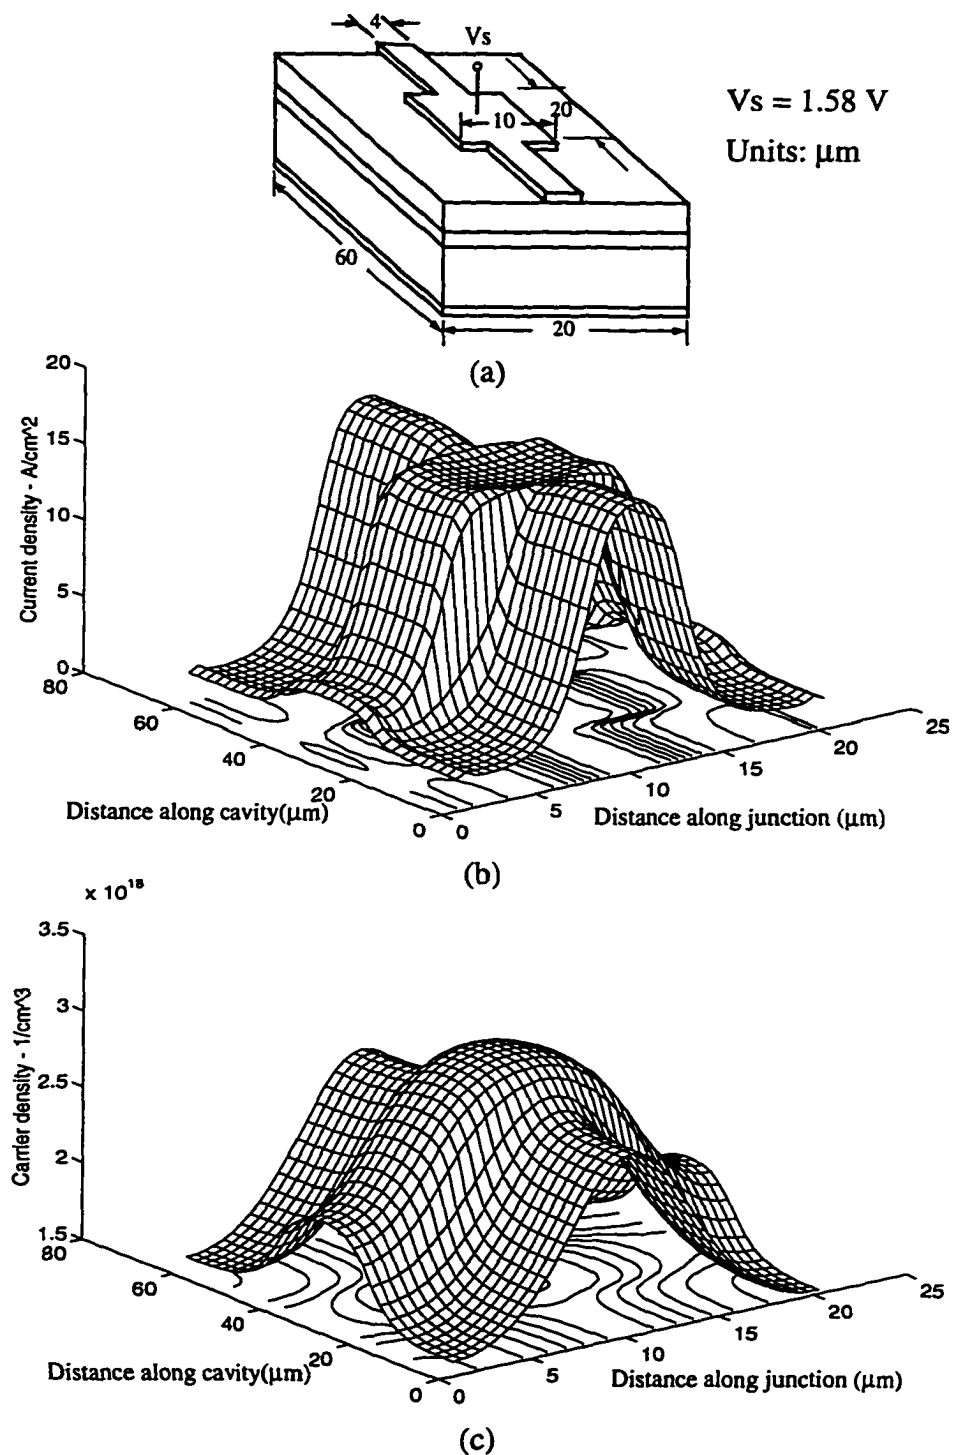 4
Vs
20
10
Vs = 1.58 V
Units: μm
60
20
(a)
20
15
10
5
0
Current density - A/cm^2
80
60
40
20
0
Distance along cavity(μm)
0
5
10
15
20
25
Distance along junction (μm)
(b)
x 10¹⁸
3.5
3
2.5
2
1.5
Carrier density - 1/cm^3
80
60
40
20
0
Distance along cavity(μm)
0
5
10
15
20
25
Distance along junction (μm)
(c)